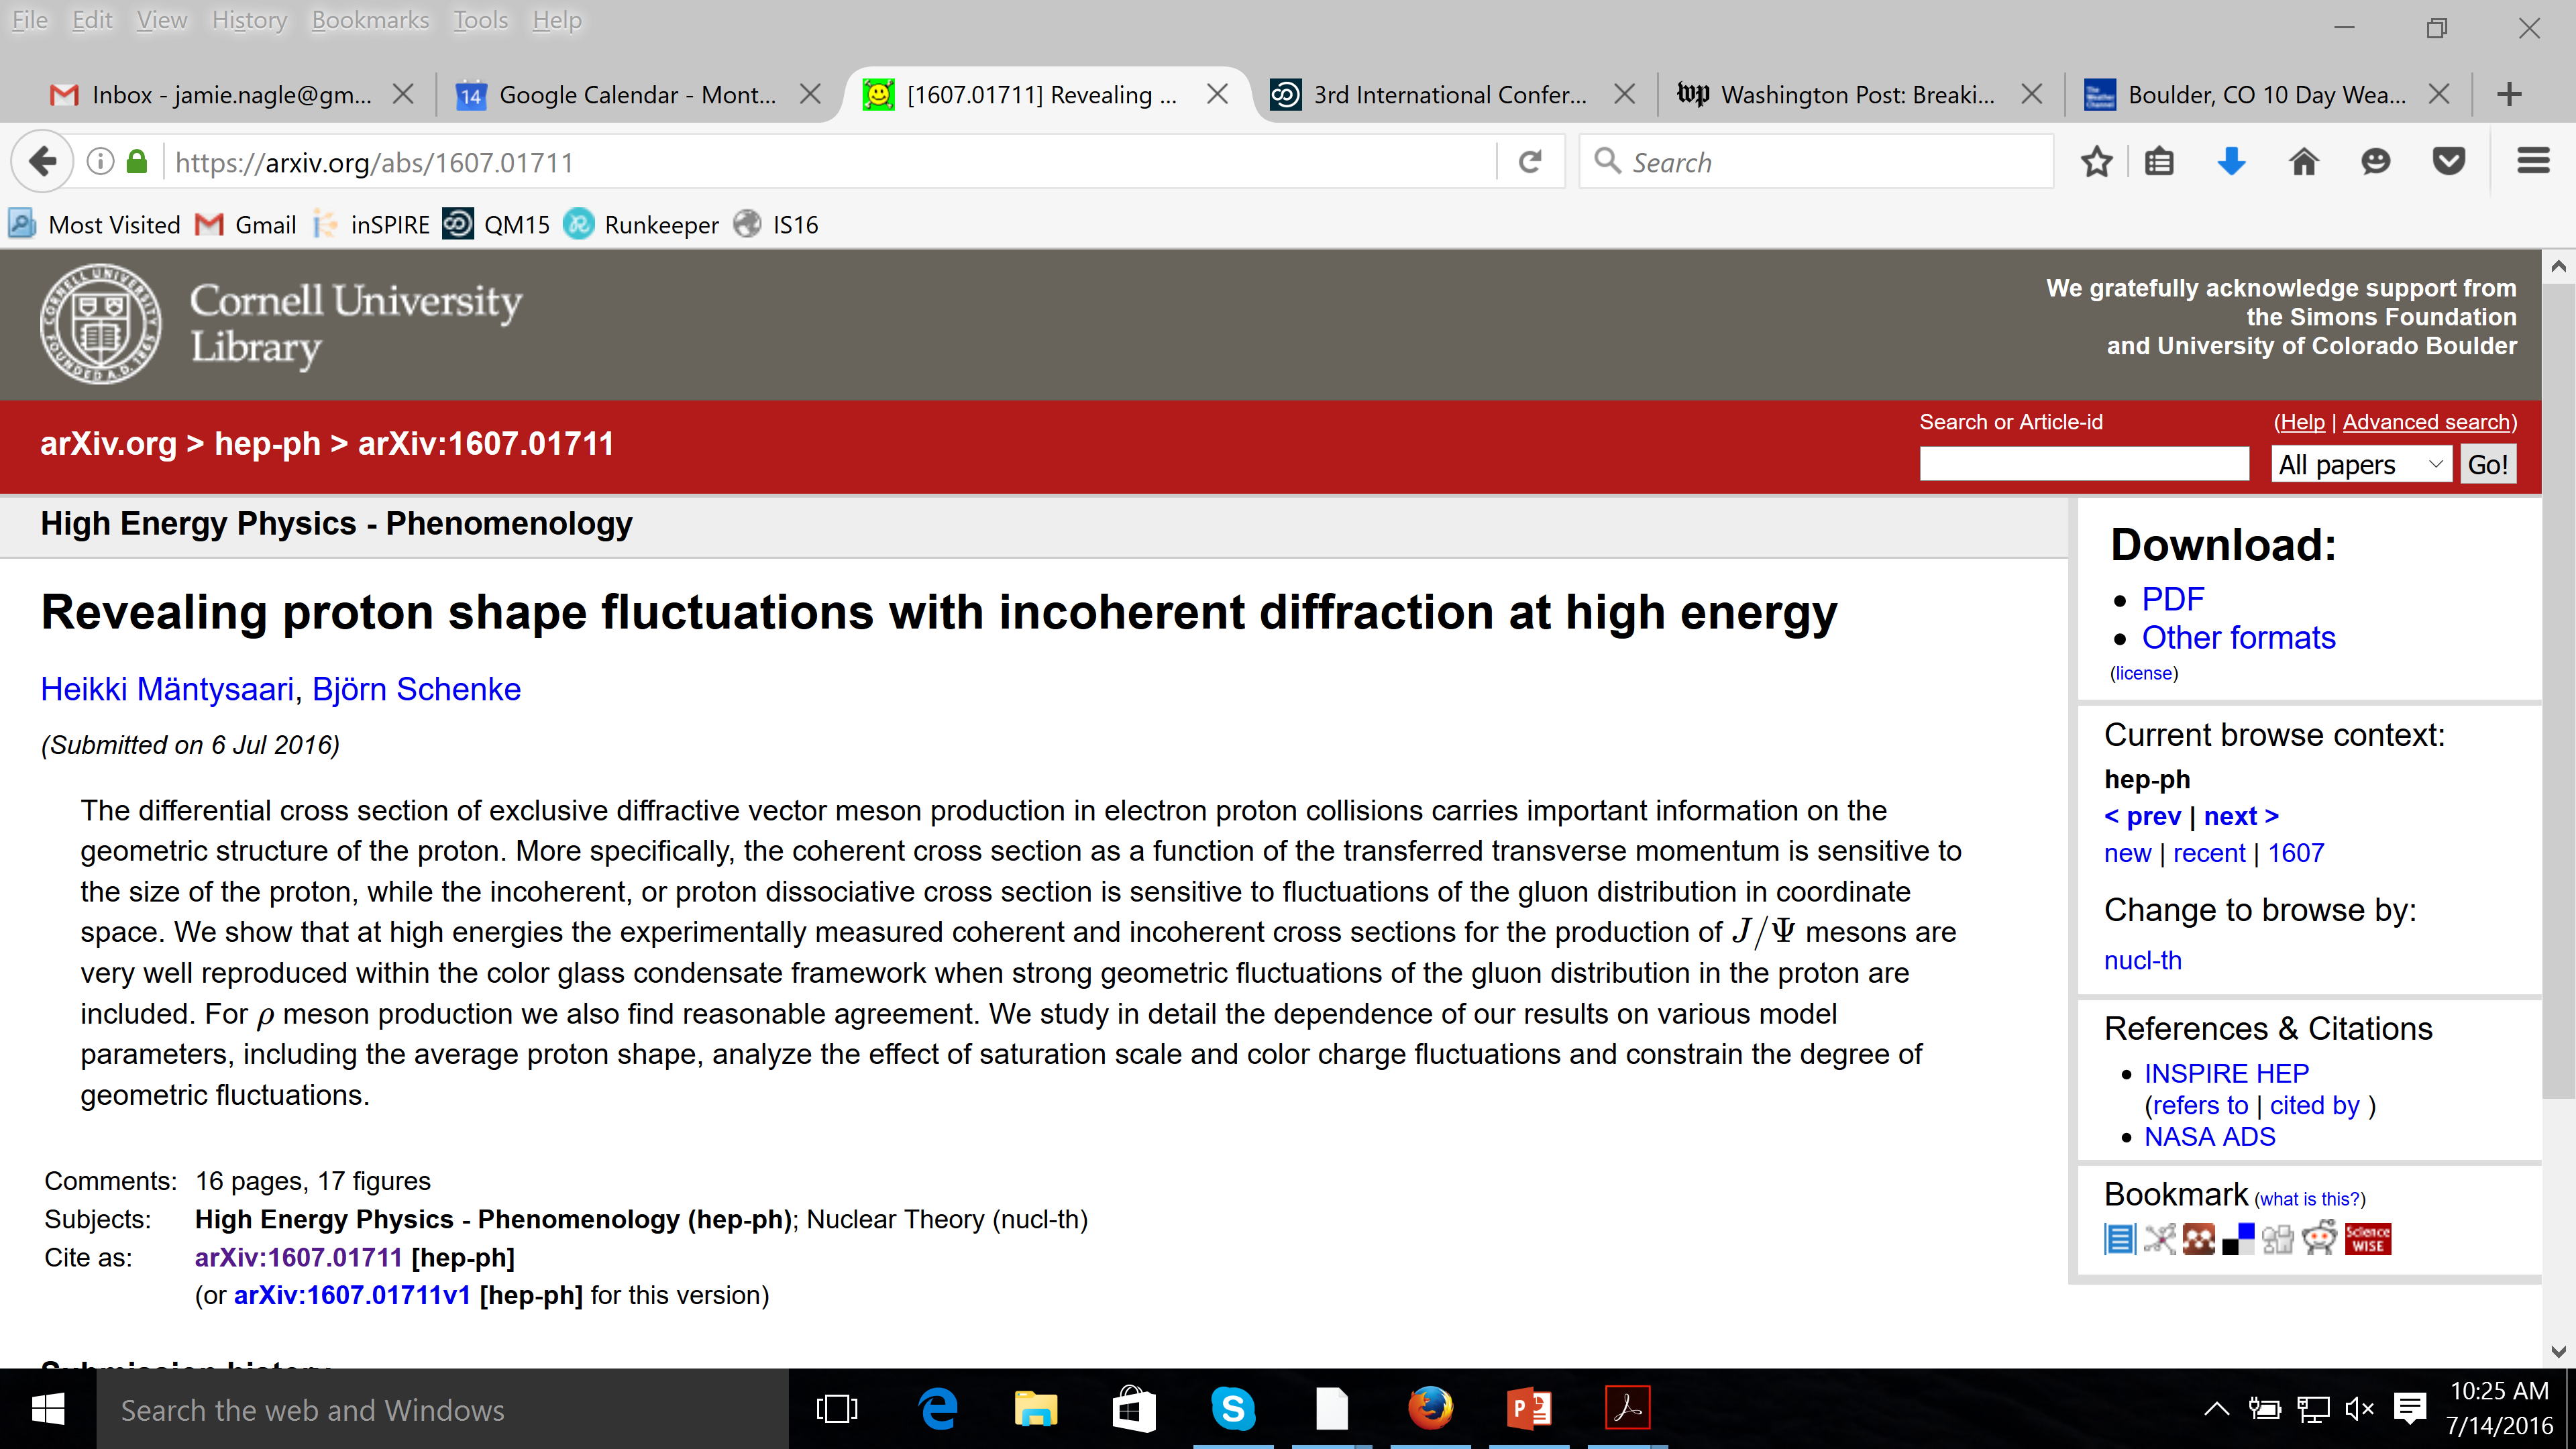 File Edit View History Bookmarks Tools Help
Inbox - jamie.nagle@gm... Google Calendar - Mont... [1607.01711] Revealing ... 3rd International Confer... Washington Post: Breaki... Boulder, CO 10 Day Wea...
https://arxiv.org/abs/1607.01711 Search
Most Visited Gmail inSPIRE QM15 Runkeeper IS16
Cornell University
Library
We gratefully acknowledge support from
the Simons Foundation
and University of Colorado Boulder
arXiv.org > hep-ph > arXiv:1607.01711
Search or Article-id (Help | Advanced search)
All papers Go!
High Energy Physics - Phenomenology
Revealing proton shape fluctuations with incoherent diffraction at high energy
Heikki Mäntysaari, Björn Schenke
(Submitted on 6 Jul 2016)
The differential cross section of exclusive diffractive vector meson production in electron proton collisions carries important information on the
geometric structure of the proton. More specifically, the coherent cross section as a function of the transferred transverse momentum is sensitive to
the size of the proton, while the incoherent, or proton dissociative cross section is sensitive to fluctuations of the gluon distribution in coordinate
space. We show that at high energies the experimentally measured coherent and incoherent cross sections for the production of J/Ψ mesons are
very well reproduced within the color glass condensate framework when strong geometric fluctuations of the gluon distribution in the proton are
included. For ρ meson production we also find reasonable agreement. We study in detail the dependence of our results on various model
parameters, including the average proton shape, analyze the effect of saturation scale and color charge fluctuations and constrain the degree of
geometric fluctuations.
Comments: 16 pages, 17 figures
Subjects: High Energy Physics - Phenomenology (hep-ph); Nuclear Theory (nucl-th)
Cite as: arXiv:1607.01711 [hep-ph]
(or arXiv:1607.01711v1 [hep-ph] for this version)
Submission history
Download:
• PDF
• Other formats
(license)
Current browse context:
hep-ph
< prev | next >
new | recent | 1607
Change to browse by:
nucl-th
References & Citations
• INSPIRE HEP
(refers to | cited by )
• NASA ADS
Bookmark (what is this?)
Science
WISE
Search the web and Windows
10:25 AM
7/14/2016